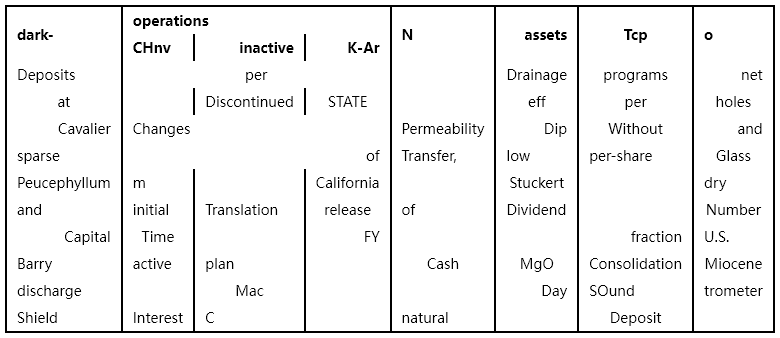 dark- operations N assets Tcp o
CHnv inactive K-Ar
Deposits per Drainage programs net
at Discontinued STATE eff per holes
Cavalier Changes Permeability Dip Without and
sparse of Transfer, low per-share Glass
Peucephyllum m California Stuckert dry
and initial Translation release of Dividend Number
Capital Time FY fraction U.S.
Barry active plan Cash MgO Consolidation Miocene
discharge Mac Day SOund trometer
Shield Interest C natural Deposit